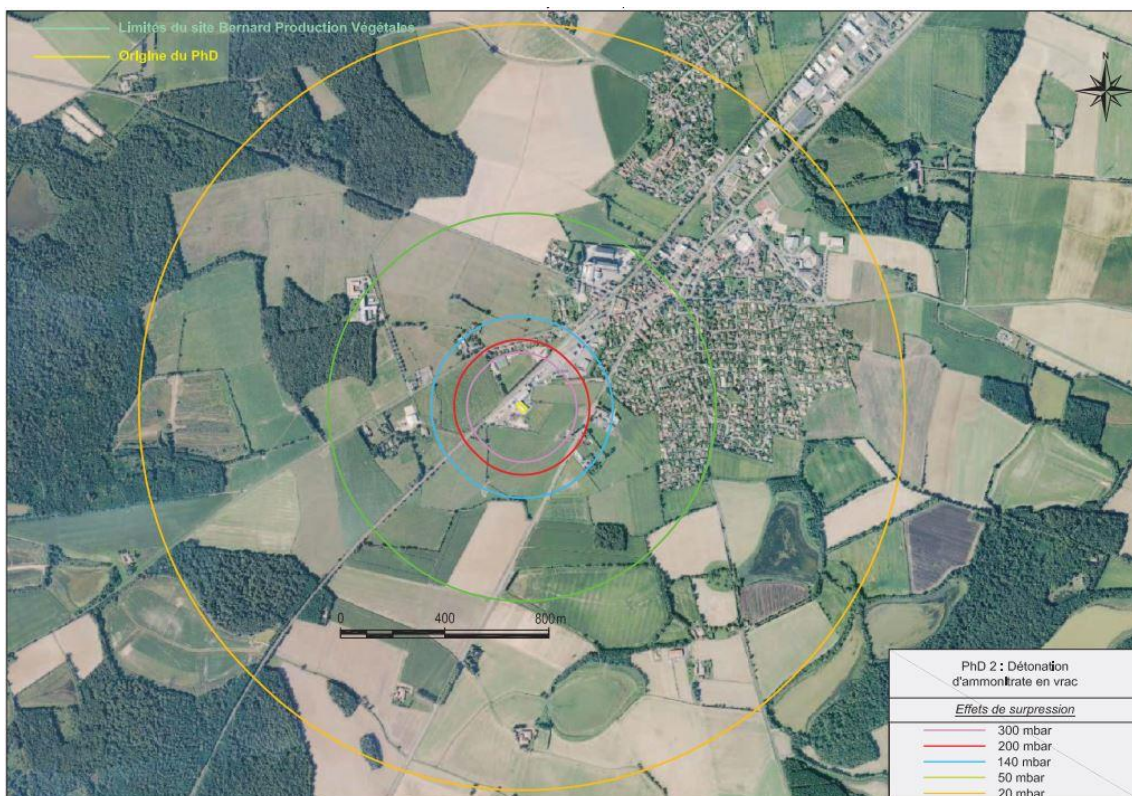 Limites du site Bernard Production Végétales
Origine du PhD
N
0 400 800m
PhD 2 : Détonation
d'ammonitrate en vrac
Effets de surpression
300 mbar
200 mbar
140 mbar
50 mbar
20 mbar